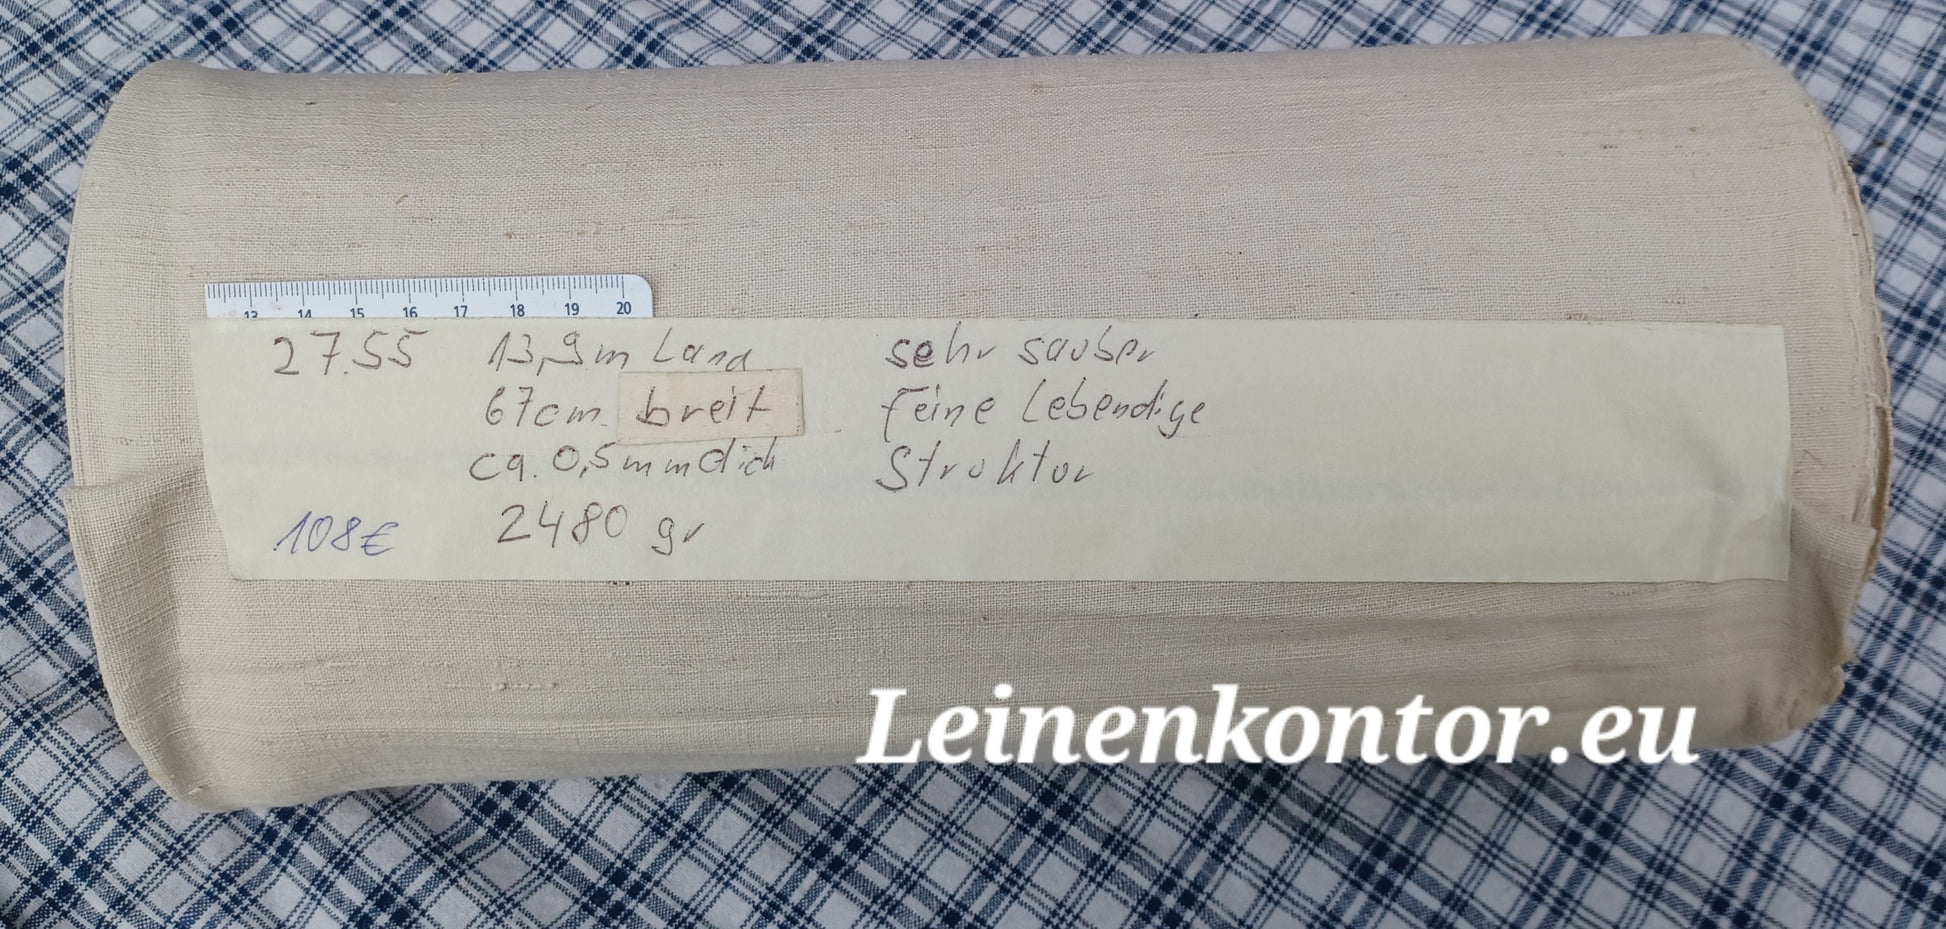 13 14 15 16 17 18 19 20
27.55 13,9m Lang sehr sauber
67cm breit feine Lebendige
ca. 0,5mm dick Struktur
108€ 2480 gr
Leinenkontor.eu